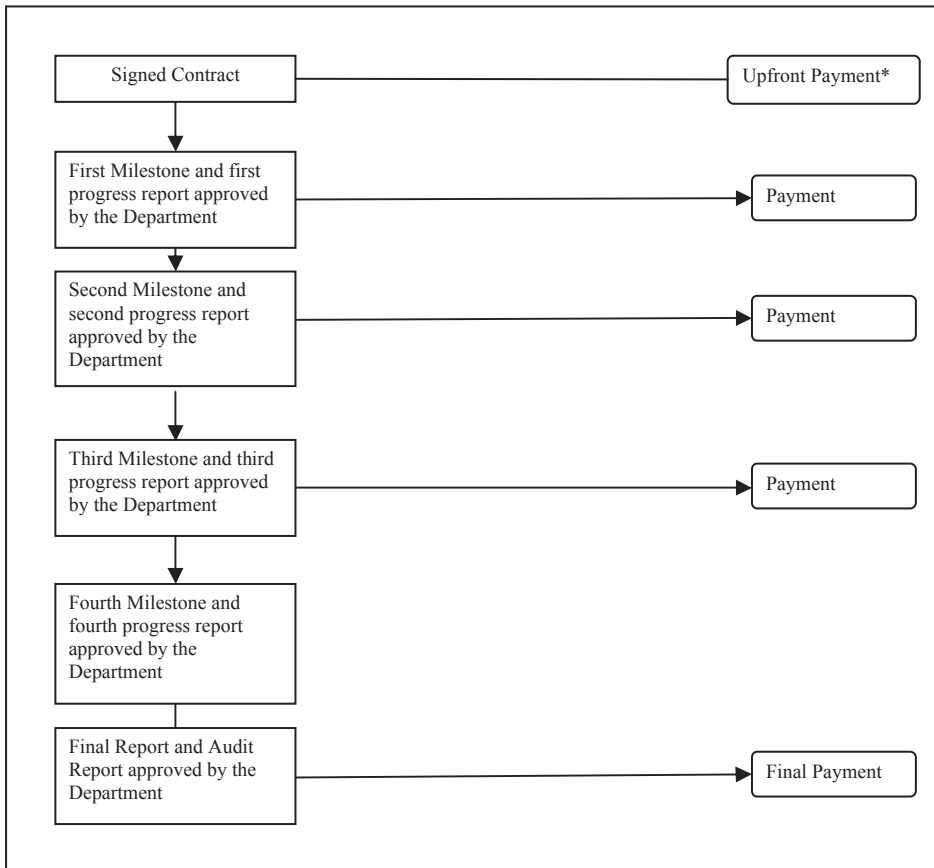 Signed Contract
Upfront Payment*
First Milestone and first
progress report approved
by the Department
Payment
Second Milestone and
second progress report
approved by the
Department
Payment
Third Milestone and third
progress report approved
by the Department
Payment
Fourth Milestone and
fourth progress report
approved by the
Department
Final Report and Audit
Report approved by the
Department
Final Payment